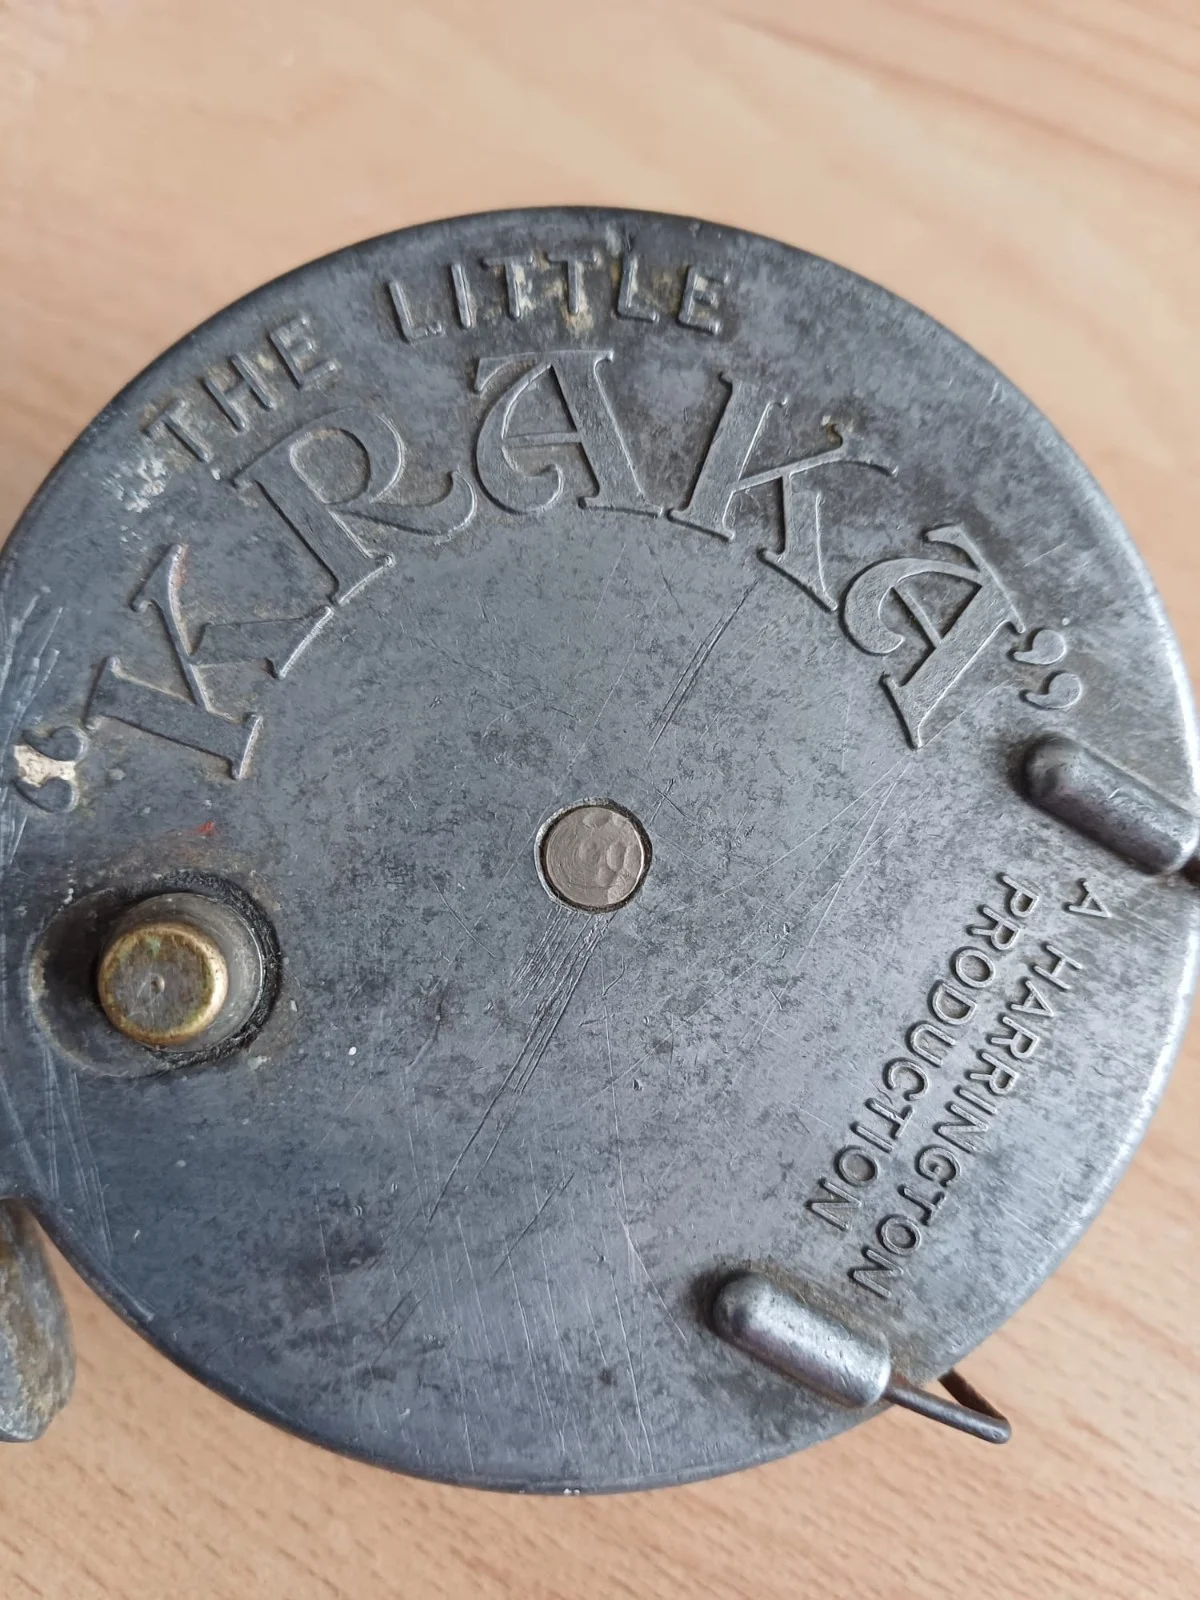 THE LITTLE
“KRAKA”
A HARRINGTON
PRODUCTION